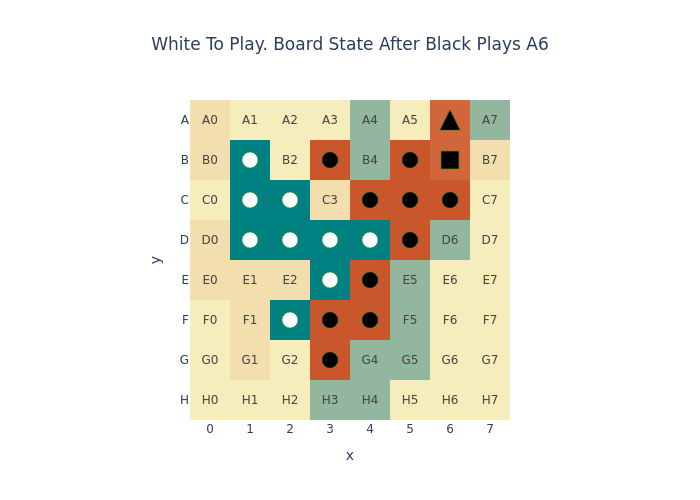 White To Play. Board State After Black Plays A6
A A0 A1 A2 A3 A4 A5 A7
B B0 B2 B4 B7
C C0 C3 C7
D D0 D6 D7
y
E E0 E1 E2 E5 E6 E7
F F0 F1 F5 F6 F7
G G0 G1 G2 G4 G5 G6 G7
H H0 H1 H2 H3 H4 H5 H6 H7
0 1 2 3 4 5 6 7
x